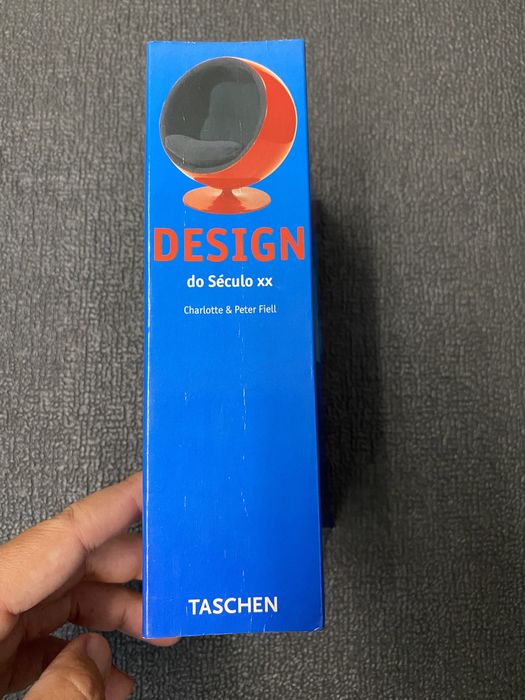 DESIGN
do Século xx
Charlotte & Peter Fiell
TASCHEN